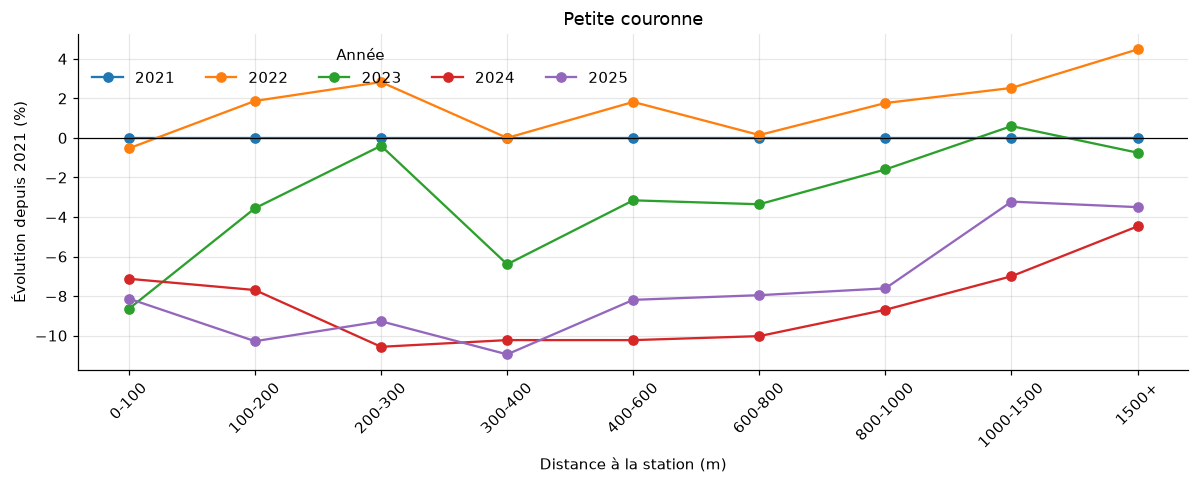 Petite couronne
Évolution depuis 2021 (%)
4
2
0
−2
−4
−6
−8
−10
Année
2021 2022 2023 2024 2025
0-100 100-200 200-300 300-400 400-600 600-800 800-1000 1000-1500 1500+
Distance à la station (m)